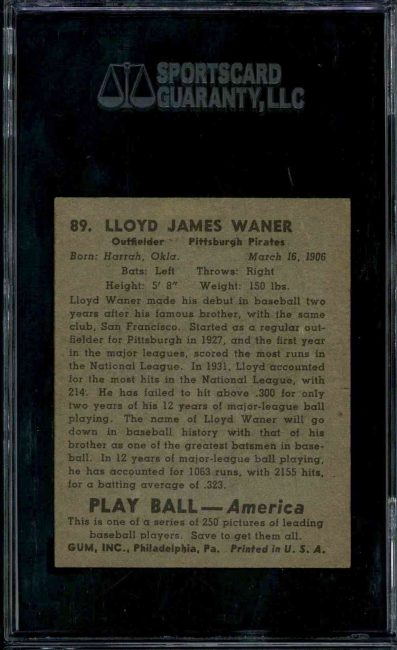 SPORTSCARD
GUARANTY, LLC
89. LLOYD JAMES WANER
Outfielder Pittsburgh Pirates
Born: Harrah, Okla. March 16, 1906
Bats: Left Throws: Right
Height: 5' 8" Weight: 150 lbs.
Lloyd Waner made his debut in baseball two
years after his famous brother, with the same
club, San Francisco. Started as a regular out-
fielder for Pittsburgh in 1927, and the first year
in the major leagues, scored the most runs in
the National League. In 1931, Lloyd accounted
for the most hits in the National League, with
214. He has failed to hit above .300 for only
two years of his 12 years of major-league ball
playing. The name of Lloyd Waner will go
down in baseball history with that of his
brother as one of the greatest batsmen in base-
ball. In 12 years of major-league ball playing,
he has accounted for 1063 runs, with 2155 hits,
for a batting average of .323.
PLAY BALL—America
This is one of a series of 250 pictures of leading
baseball players. Save to get them all.
GUM, INC., Philadelphia, Pa. Printed in U. S. A.